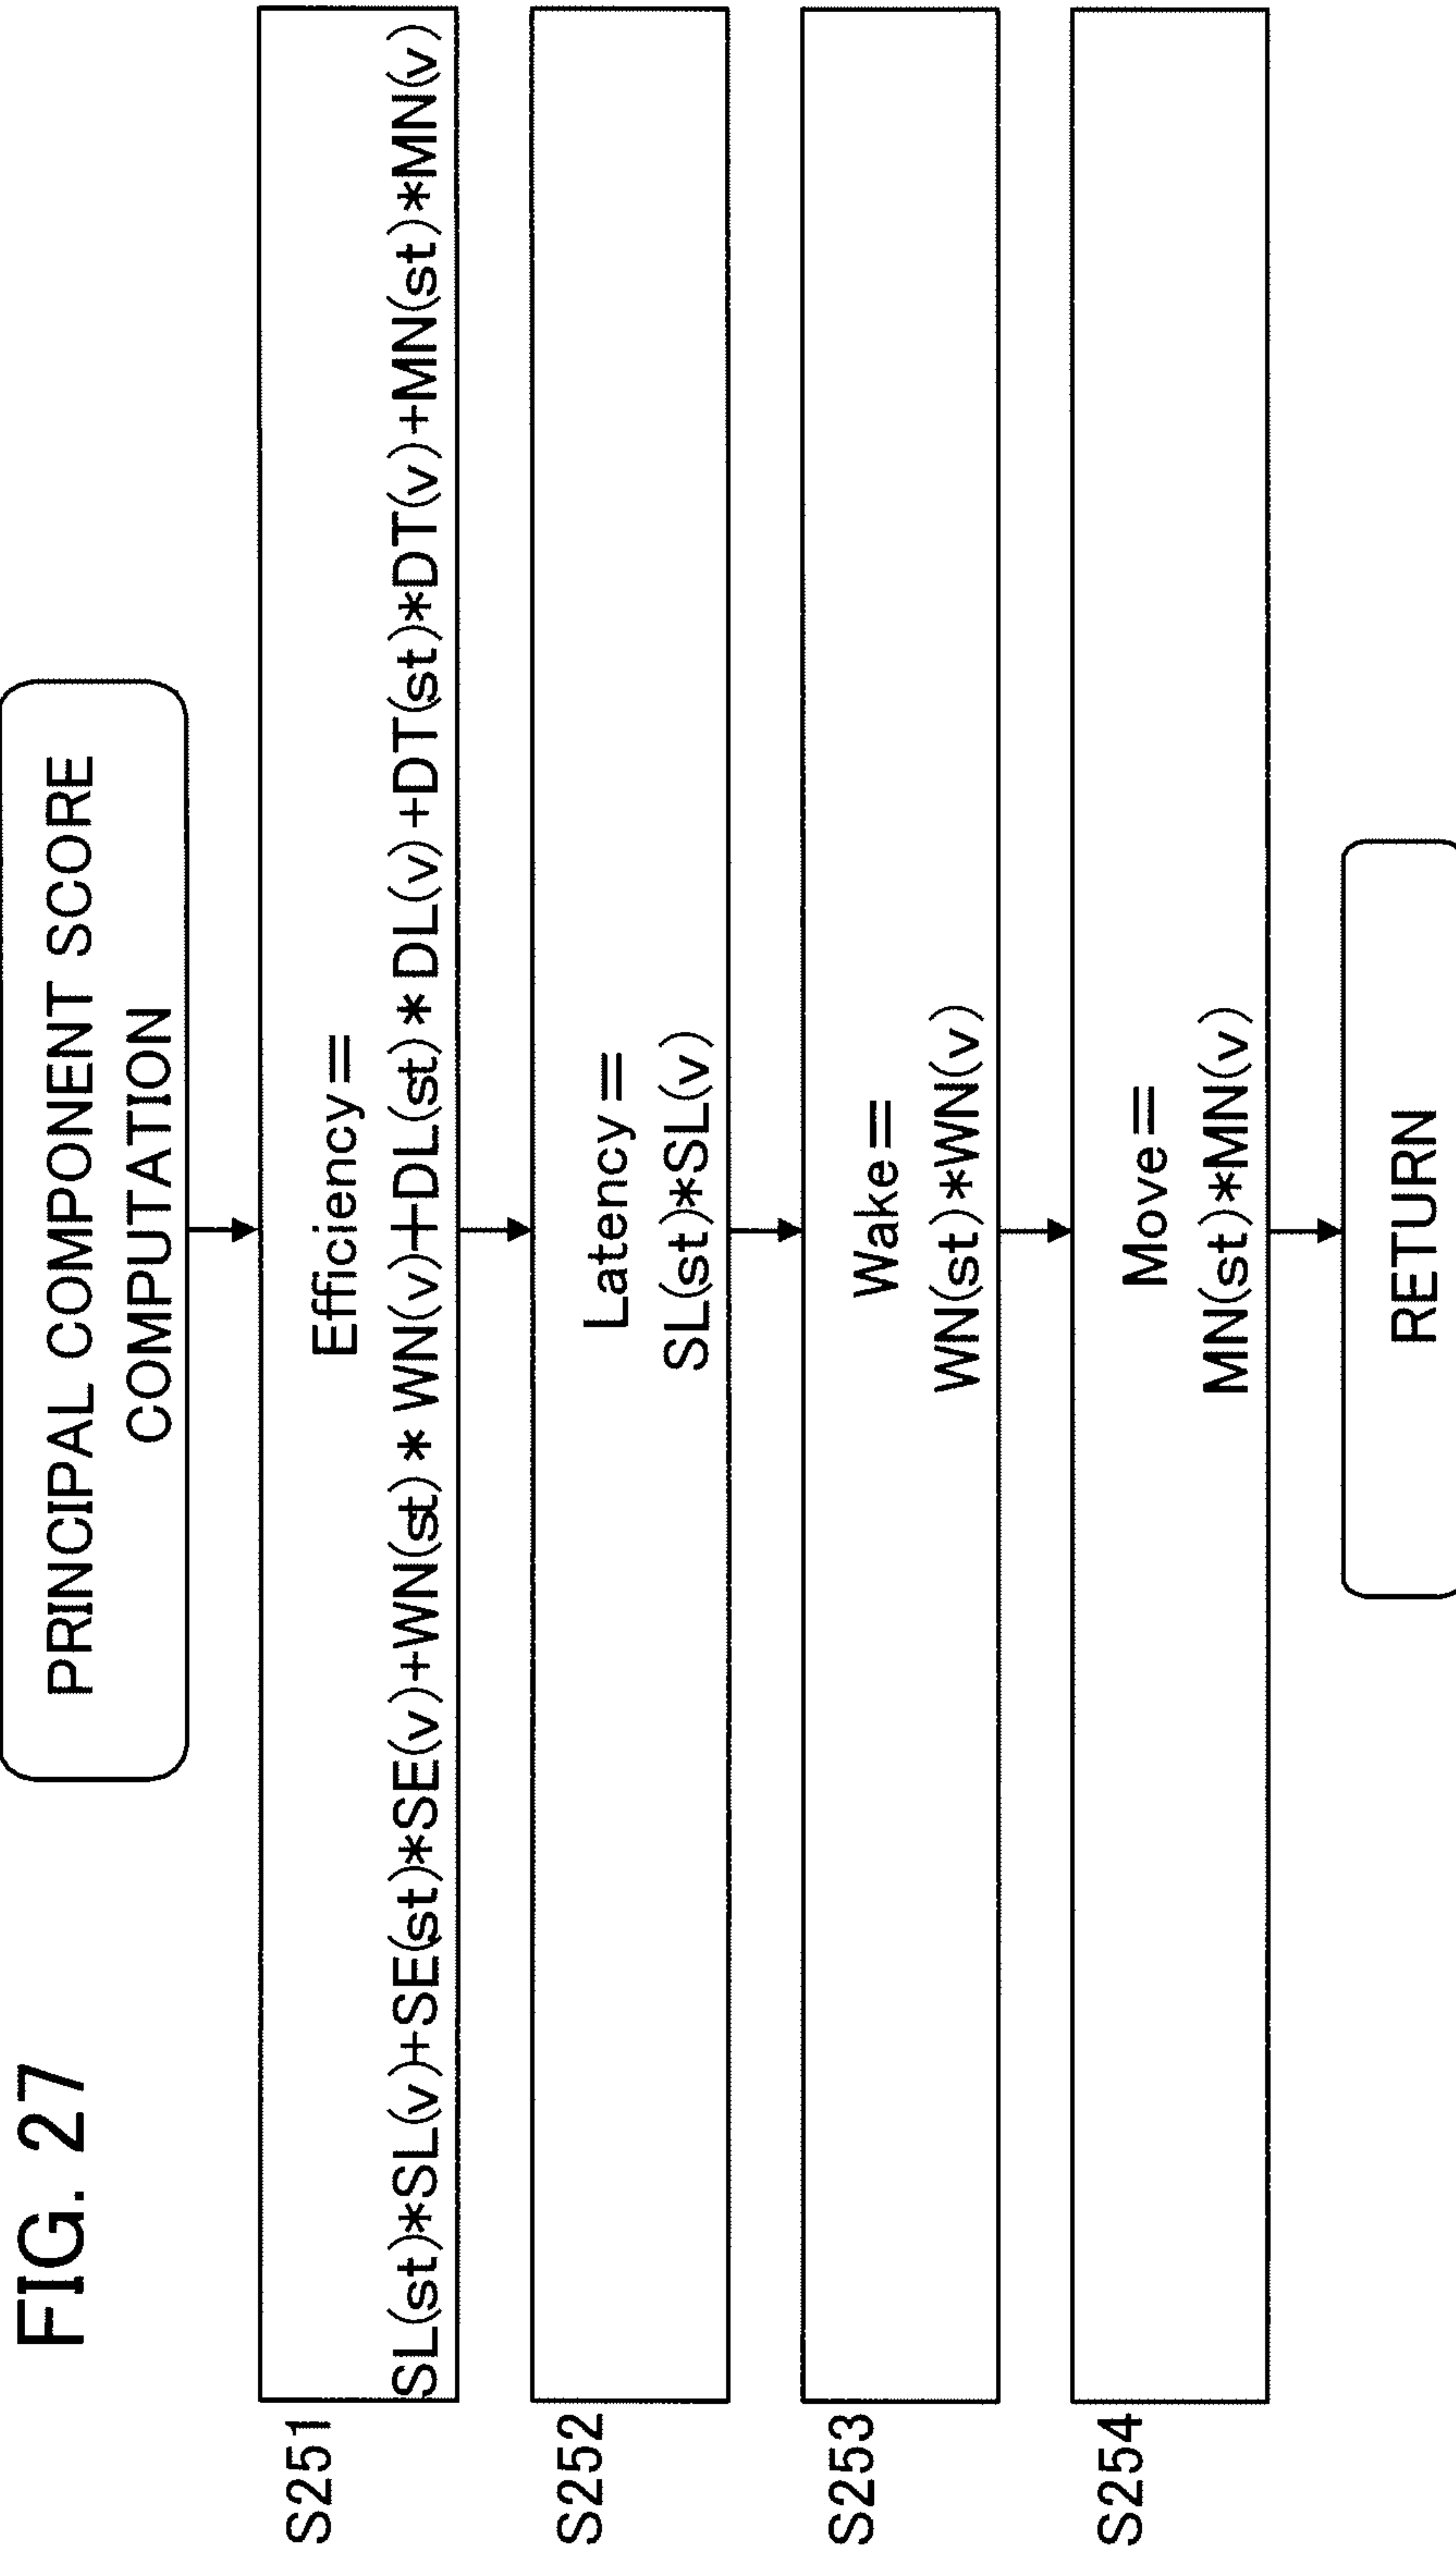 FIG. 27
PRINCIPAL COMPONENT SCORE
COMPUTATION
S251
Efficiency=
SL(st)*SL(v)+SE(st)*SE(v)+WN(st)*WN(v)+DL(st)*DL(v)+DT(st)*DT(v)+MN(st)*MN(v)
S252
Latency=
SL(st)*SL(v)
S253
Wake=
WN(st)*WN(v)
S254
Move=
MN(st)*MN(v)
RETURN